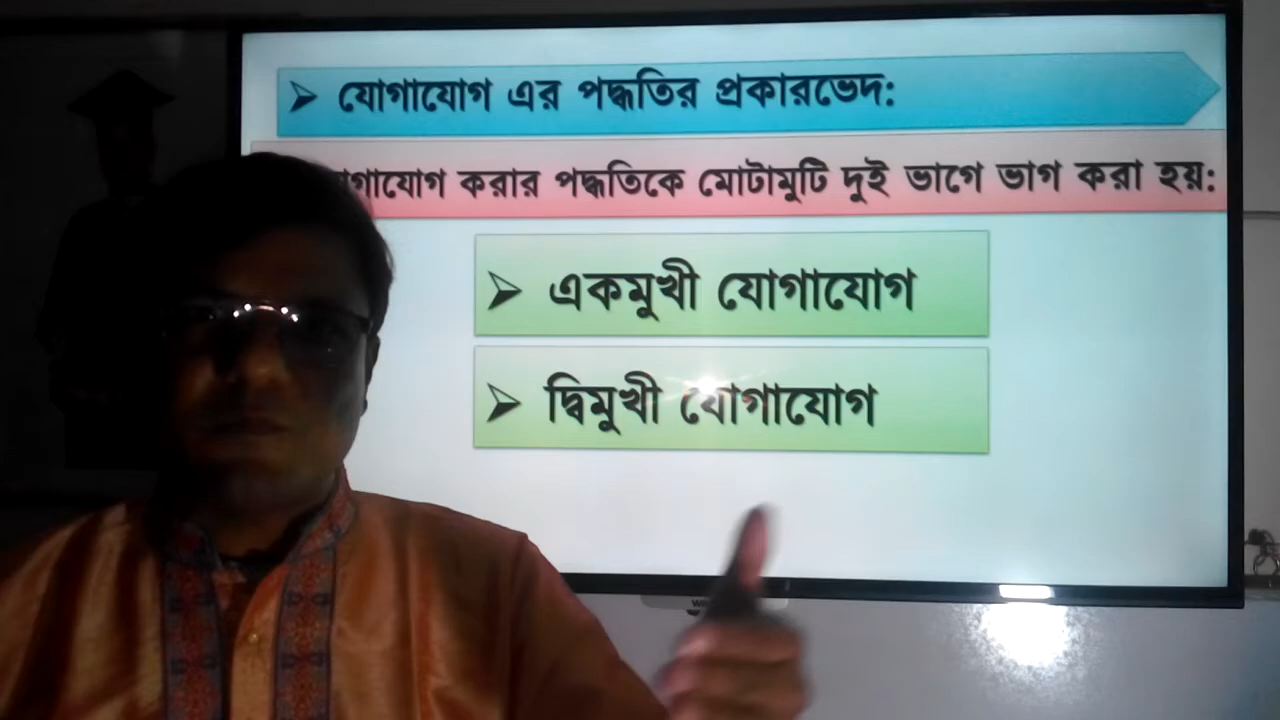 ➢ যোগাযোগ এর পদ্ধতির প্রকারভেদ:
করার পদ্ধতিকে মোটামুটি দুই ভাগে ভাগ করা হয়:
➢ একমুখী যোগাযোগ
➢ দ্বিমুখী যোগাযোগ